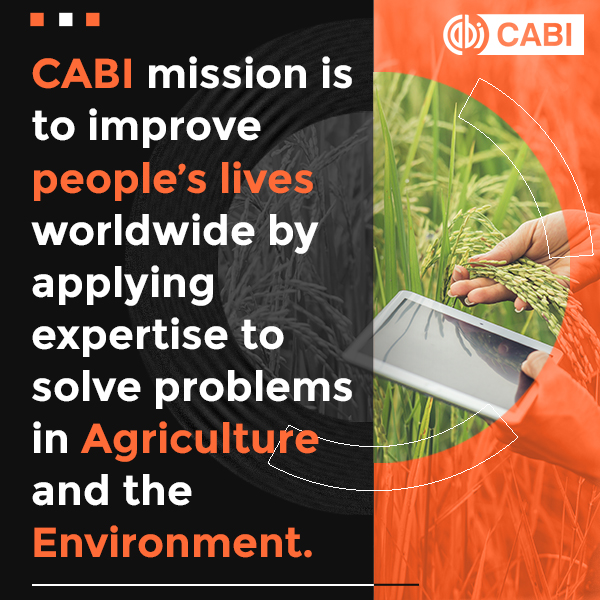 CABI
CABI mission is
to improve
people's lives
worldwide by
applying
expertise to
solve problems
in Agriculture
and the
Environment.